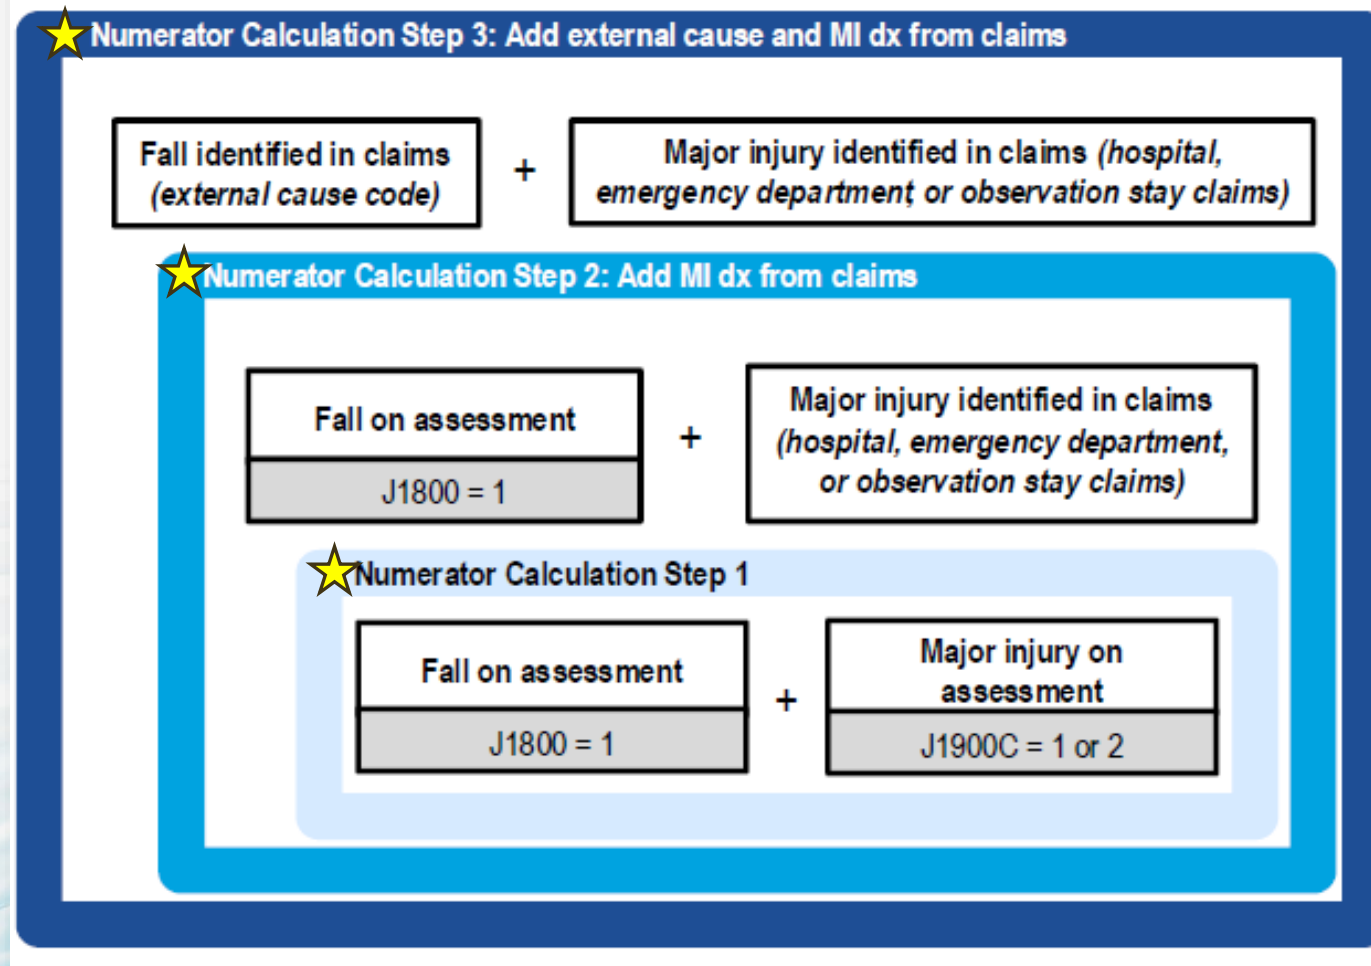 Numerator Calculation Step 3: Add external cause and MI dx from claims
Fall identified in claims
(external cause code)
+
Major injury identified in claims (hospital,
emergency department, or observation stay claims)
Numerator Calculation Step 2: Add MI dx from claims
Fall on assessment
J1800 = 1
+
Major injury identified in claims
(hospital, emergency department,
or observation stay claims)
Numerator Calculation Step 1
Fall on assessment
J1800 = 1
+
Major injury on
assessment
J1900C = 1 or 2